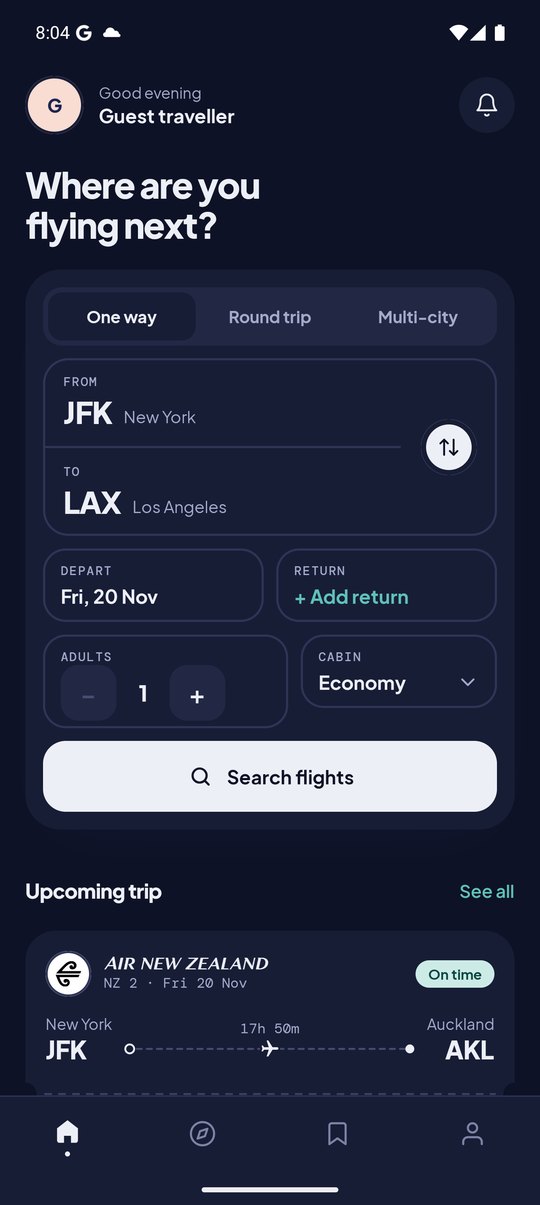 8:04
G
Good evening
Guest traveller
Where are you
flying next?
One way Round trip Multi-city
FROM
JFK New York
TO
LAX Los Angeles
DEPART
Fri, 20 Nov
RETURN
+ Add return
ADULTS
− 1 +
CABIN
Economy
Search flights
Upcoming trip See all
AIR NEW ZEALAND
NZ 2 · Fri 20 Nov
On time
New York 17h 50m Auckland
JFK AKL